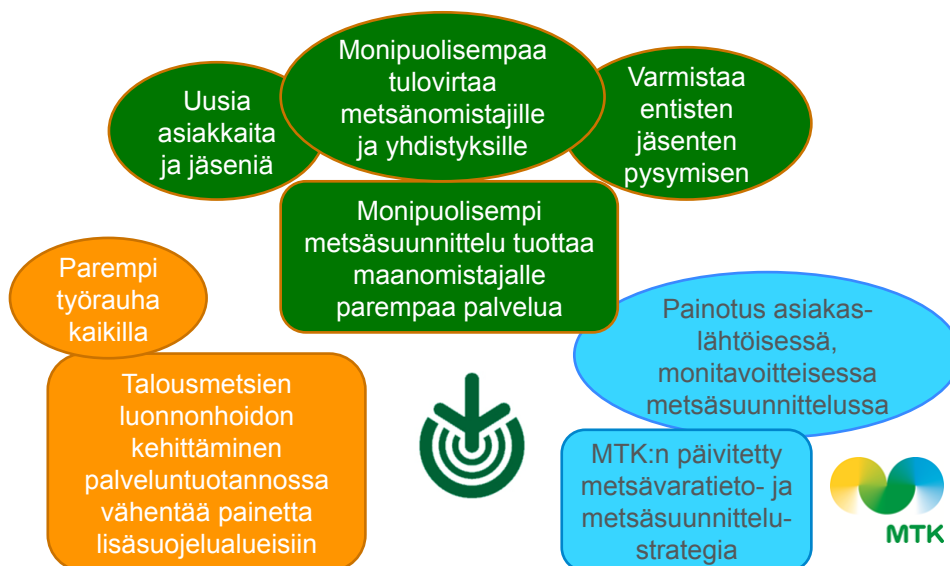 Monipuolisempaa
tulovirtaa
metsänomistajille
ja yhdistyksille
Uusia
asiakkaita
ja jäseniä
Varmistaa
entisten
jäsenten
pysymisen
Monipuolisempi
metsäsuunnittelu tuottaa
maanomistajalle
parempaa palvelua
Parempi
työrauha
kaikilla
Talousmetsien
luonnonhoidon
kehittäminen
palveluntuotannossa
vähentää painetta
lisäsuojelualueisiin
Painotus asiakas-
lähtöisessä,
monitavoitteisessa
metsäsuunnittelussa
MTK:n päivitetty
metsävaratieto- ja
metsäsuunnittelu-
strategia
MTK